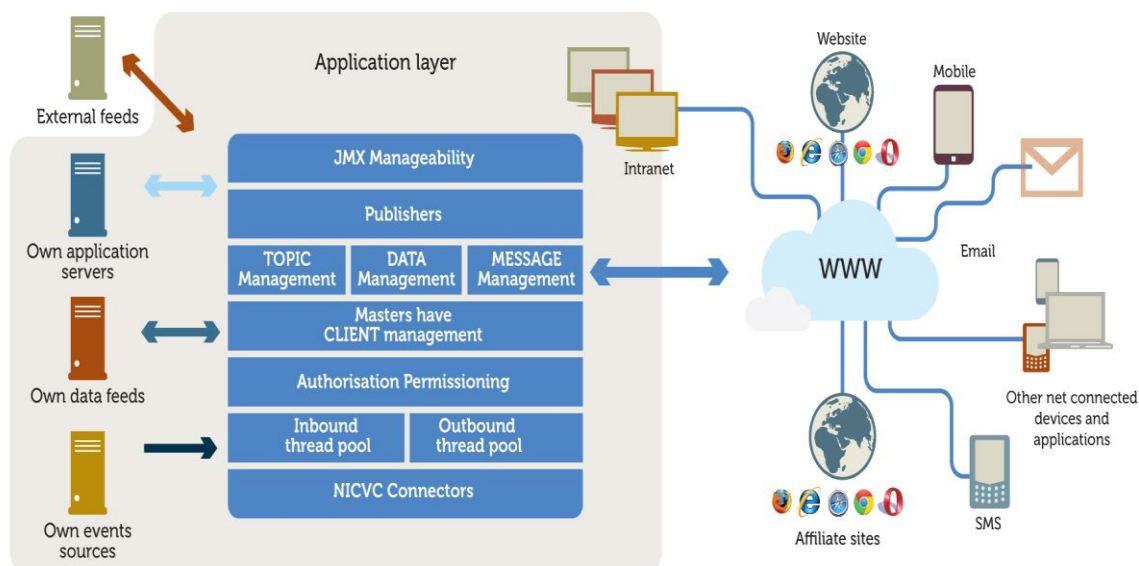 Application layer
External feeds
Own application
servers
Own data feeds
Own events
sources
JMX Manageability
Publishers
TOPIC
Management
DATA
Management
MESSAGE
Management
Masters have
CLIENT management
Authorisation Permissioning
Inbound
thread pool
Outbound
thread pool
NICVC Connectors
Intranet
Website
Mobile
Email
WWW
Other net connected
devices and
applications
SMS
Affiliate sites